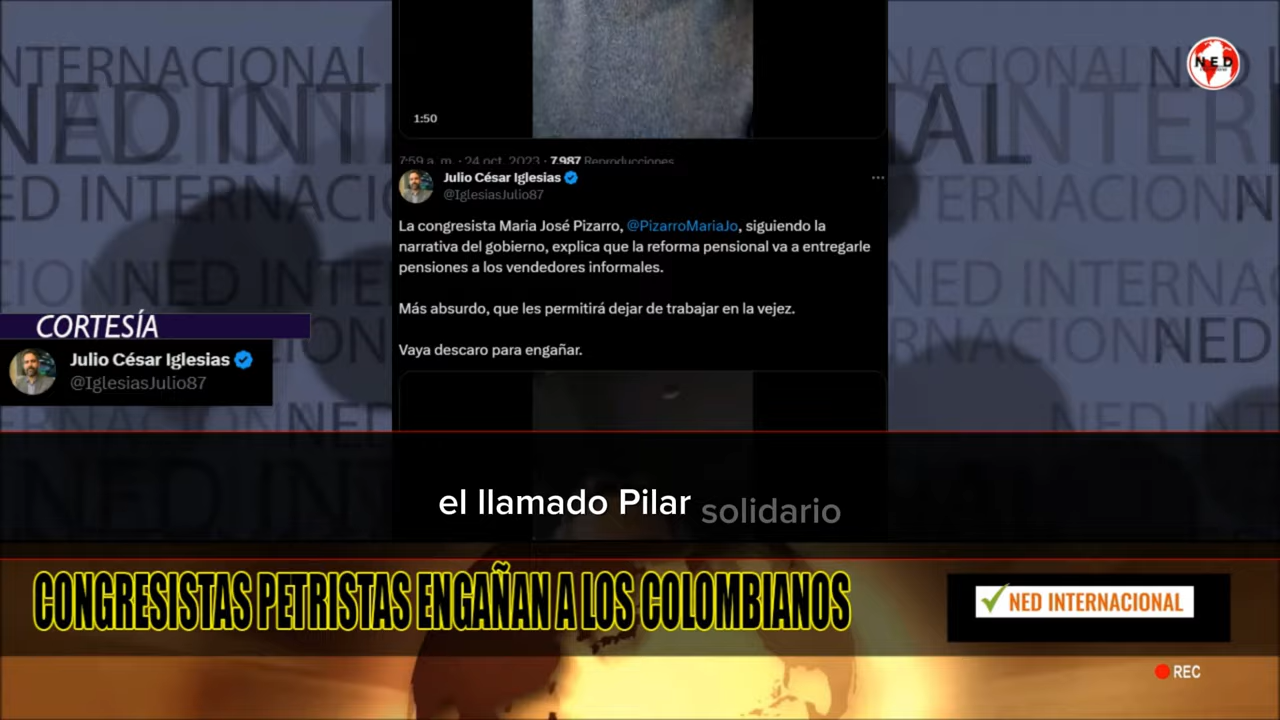 1:50
7:59 a. m. · 24 oct. 2023 · 7.987 Reproducciones
Julio César Iglesias
@IglesiasJulio87
La congresista Maria José Pizarro, @PizarroMariaJo, siguiendo la
narrativa del gobierno, explica que la reforma pensional va a entregarle
pensiones a los vendedores informales.
Más absurdo, que les permitirá dejar de trabajar en la vejez.
Vaya descaro para engañar.
NED
CORTESÍA
Julio César Iglesias
@IglesiasJulio87
el llamado Pilar solidario
CONGRESISTAS PETRISTAS ENGAÑAN A LOS COLOMBIANOS
NED INTERNACIONAL
REC